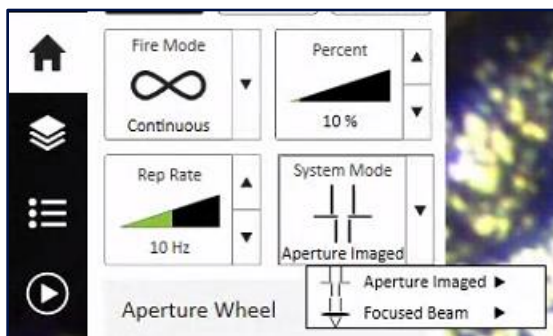 Fire Mode
Continuous
Percent
10 %
Rep Rate
10 Hz
System Mode
Aperture Imaged
Aperture Imaged
Focused Beam
Aperture Wheel